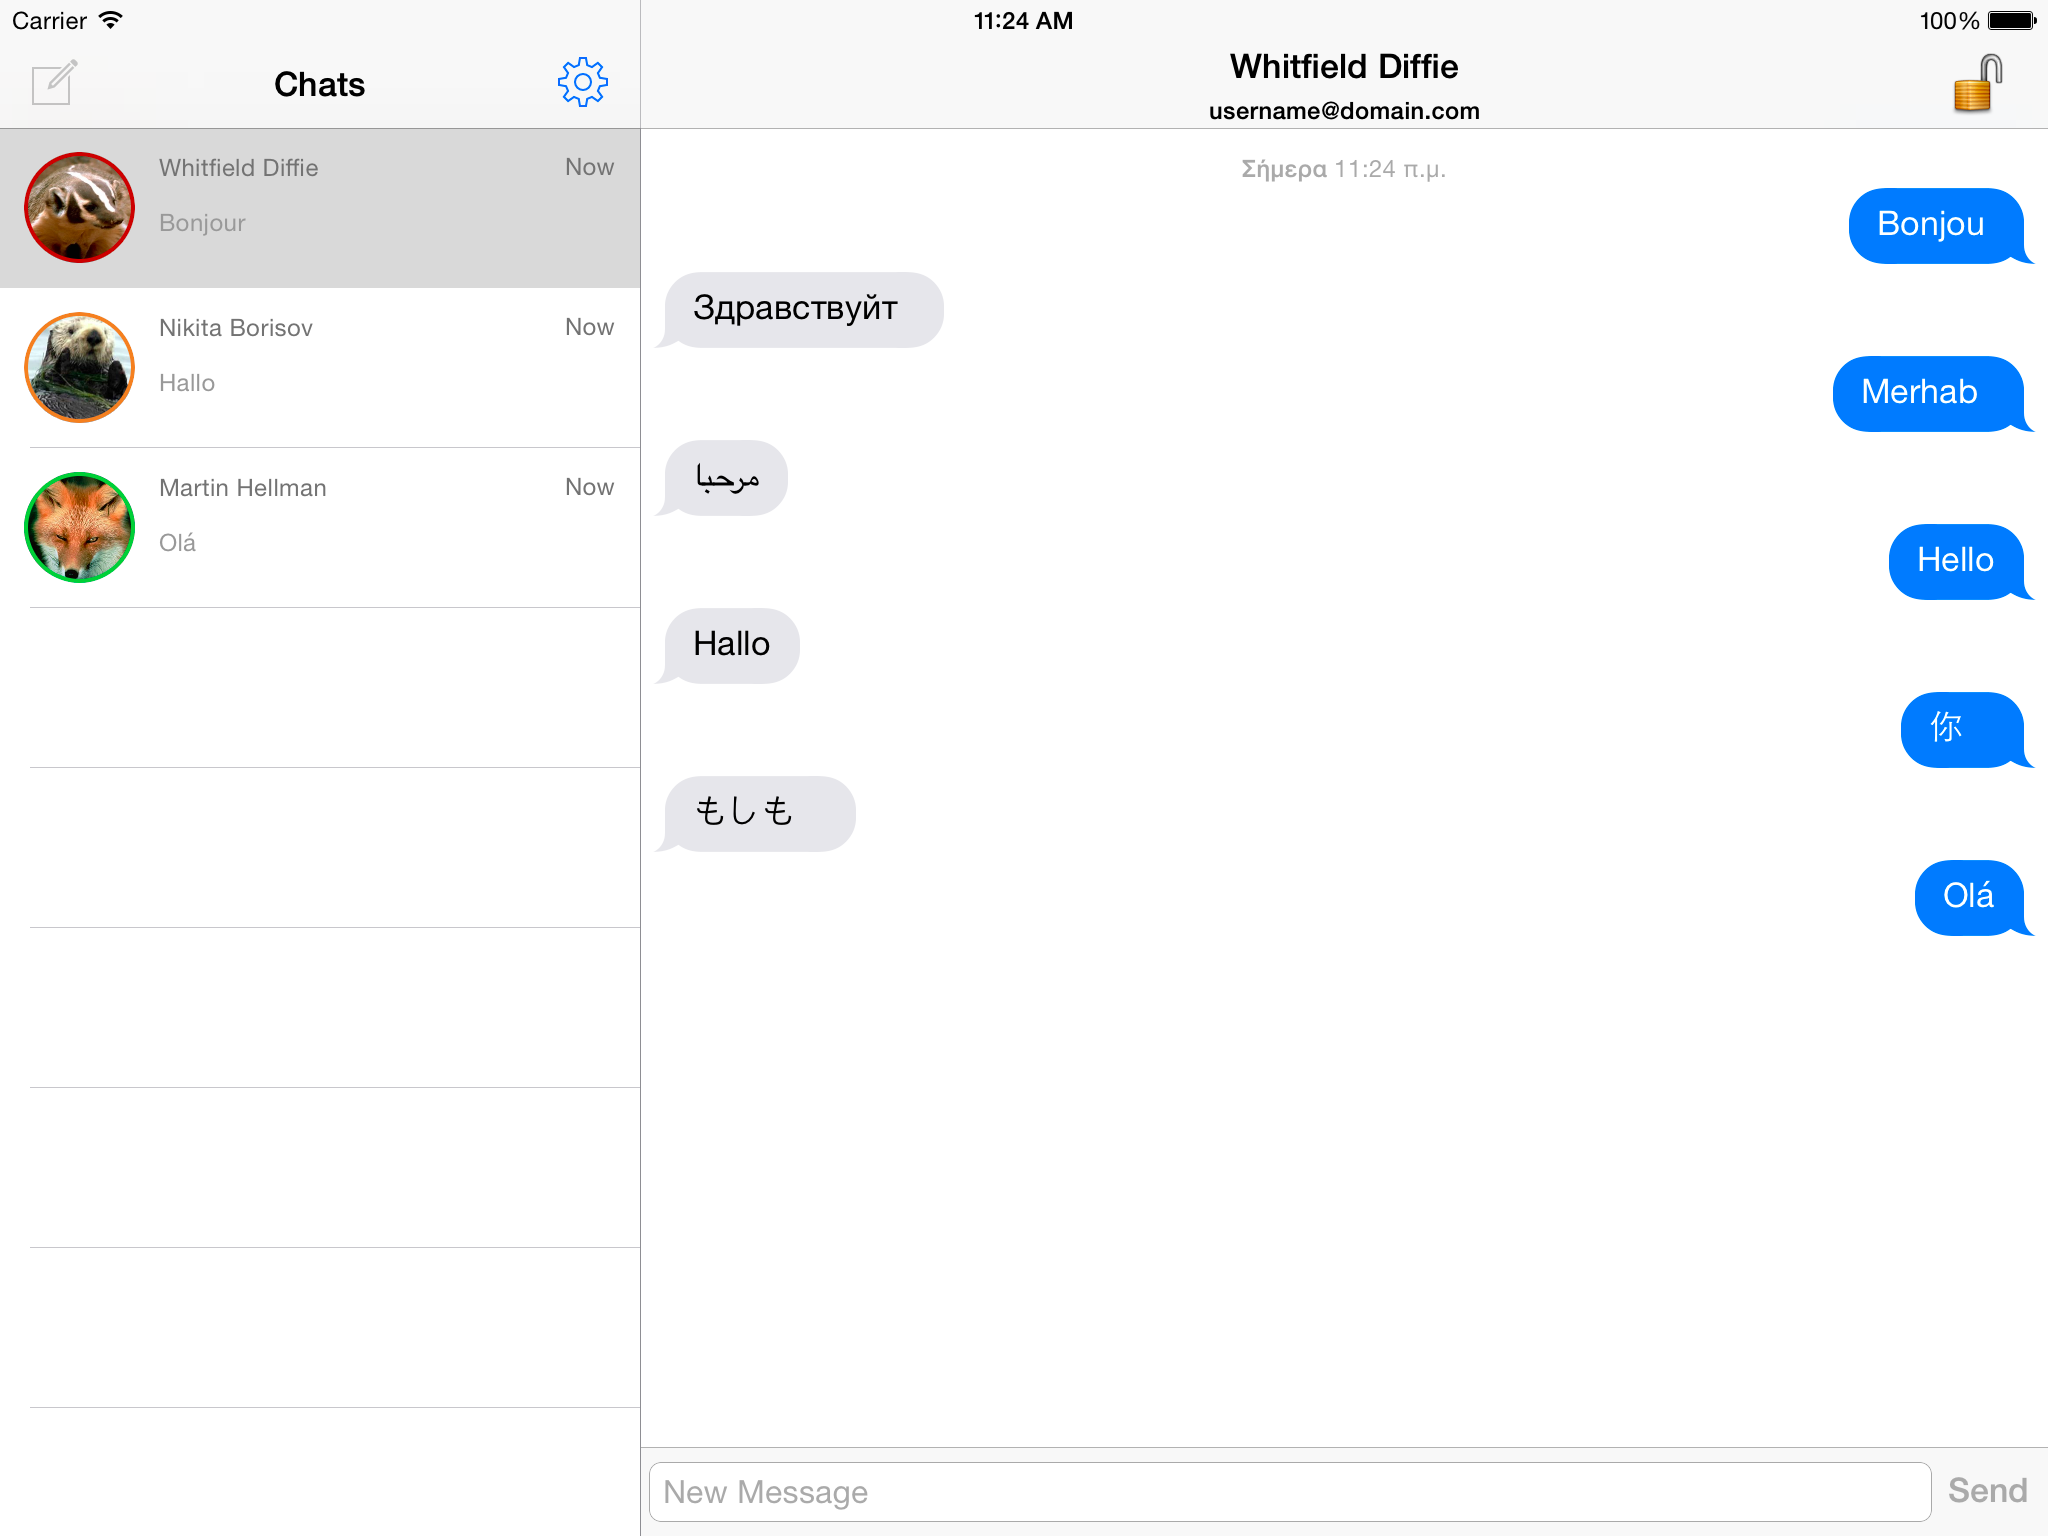 Carrier
11:24 AM
100%
Chats
Whitfield Diffie
Now
Bonjour
Nikita Borisov
Now
Hallo
Martin Hellman
Now
Olá
Whitfield Diffie
username@domain.com
Σήμερα 11:24 π.μ.
Bonjou
Здравствуйт
Merhab
مرحبا
Hello
Hallo
你
もしも
Olá
New Message
Send